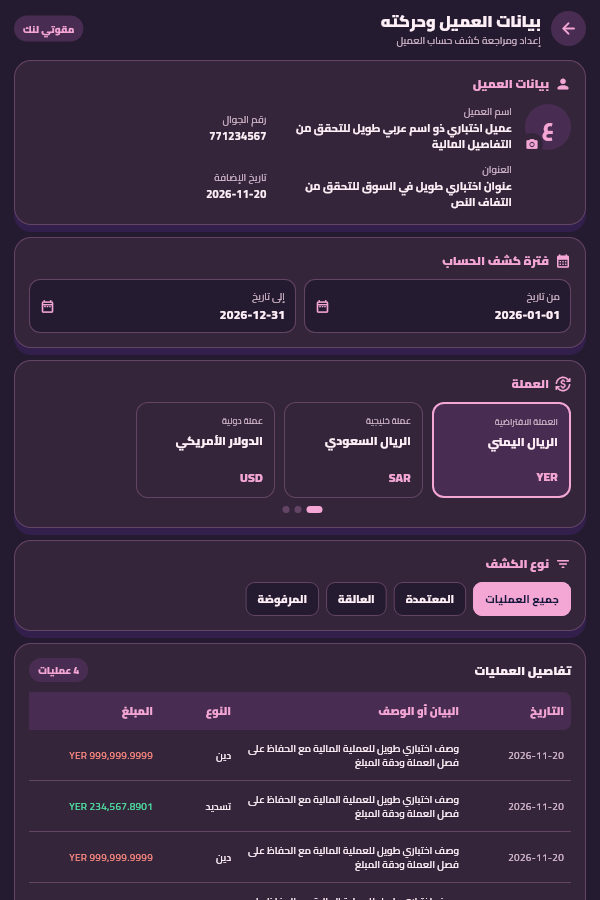 بيانات العميل وحركته
إعداد ومراجعة كشف حساب العميل
مقوتي لنك
بيانات العميل
ع
اسم العميل
عميل اختباري ذو اسم عربي طويل للتحقق من
التفاصيل المالية
رقم الجوال
771234567
العنوان
عنوان اختباري طويل في السوق للتحقق من
التفاف النص
تاريخ الإضافة
2026-11-20
فترة كشف الحساب
من تاريخ
2026-01-01
إلى تاريخ
2026-12-31
العملة
العملة الافتراضية
الريال اليمني
YER
عملة خليجية
الريال السعودي
SAR
عملة دولية
الدولار الأمريكي
USD
نوع الكشف
جميع العمليات
المعتمدة
العالقة
المرفوضة
تفاصيل العمليات
4 عمليات
التاريخ البيان أو الوصف النوع المبلغ
2026-11-20 وصف اختباري طويل للعملية المالية مع الحفاظ على
فصل العملة ودقة المبلغ
دين
YER 999,999.9999
2026-11-20 وصف اختباري طويل للعملية المالية مع الحفاظ على
فصل العملة ودقة المبلغ
تسديد
YER 234,567.8901
2026-11-20 وصف اختباري طويل للعملية المالية مع الحفاظ على
فصل العملة ودقة المبلغ
دين
YER 999,999.9999